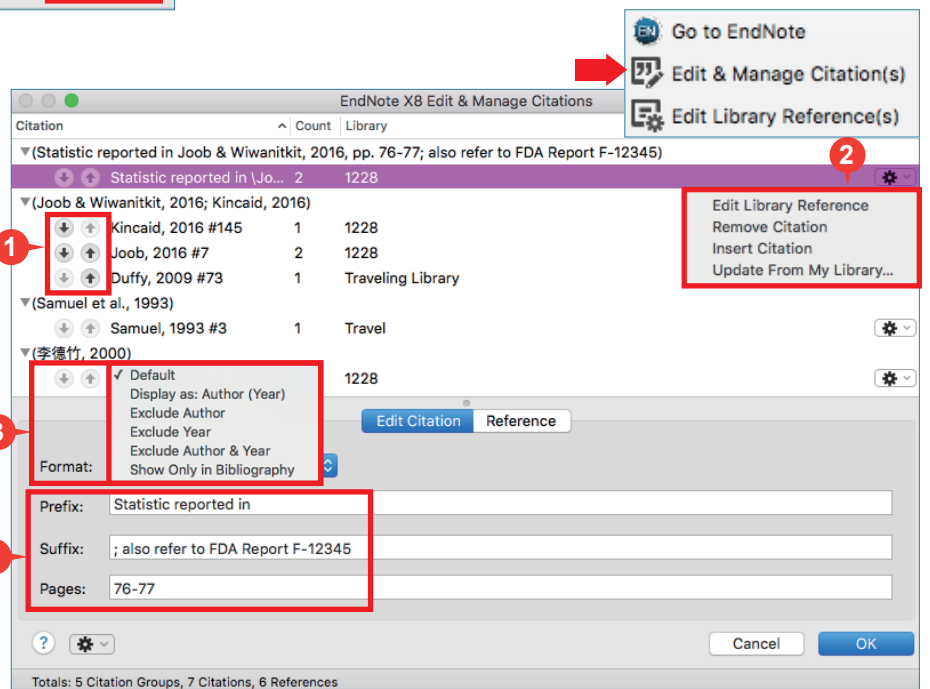 Go to EndNote
Edit & Manage Citation(s)
Edit Library Reference(s)
EndNote X8 Edit & Manage Citations
Citation Count Library
(Statistic reported in Joob & Wiwanitkit, 2016, pp. 76-77; also refer to FDA Report F-12345)
2
Statistic reported in \Jo... 2 1228
(Joob & Wiwanitkit, 2016; Kincaid, 2016)
Edit Library Reference
Remove Citation
Insert Citation
Update From My Library...
1
Kincaid, 2016 #145 1 1228
Joob, 2016 #7 2 1228
Duffy, 2009 #73 1 Traveling Library
(Samuel et al., 1993)
Samuel, 1993 #3 1 Travel
(李德竹, 2000)
1228
✓ Default
Display as: Author (Year)
Exclude Author
Exclude Year
Exclude Author & Year
Show Only in Bibliography
Edit Citation Reference
3
Format:
Prefix: Statistic reported in
Suffix: ; also refer to FDA Report F-12345
Pages: 76-77
? Cancel OK
Totals: 5 Citation Groups, 7 Citations, 6 References